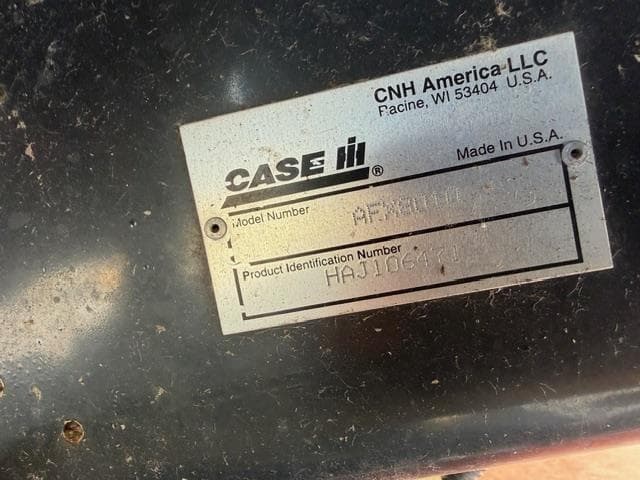 CNH America LLC
Racine, WI 53404 U.S.A.
CASE IH ®
Made In U.S.A.
Model Number AFX8010
Product Identification Number